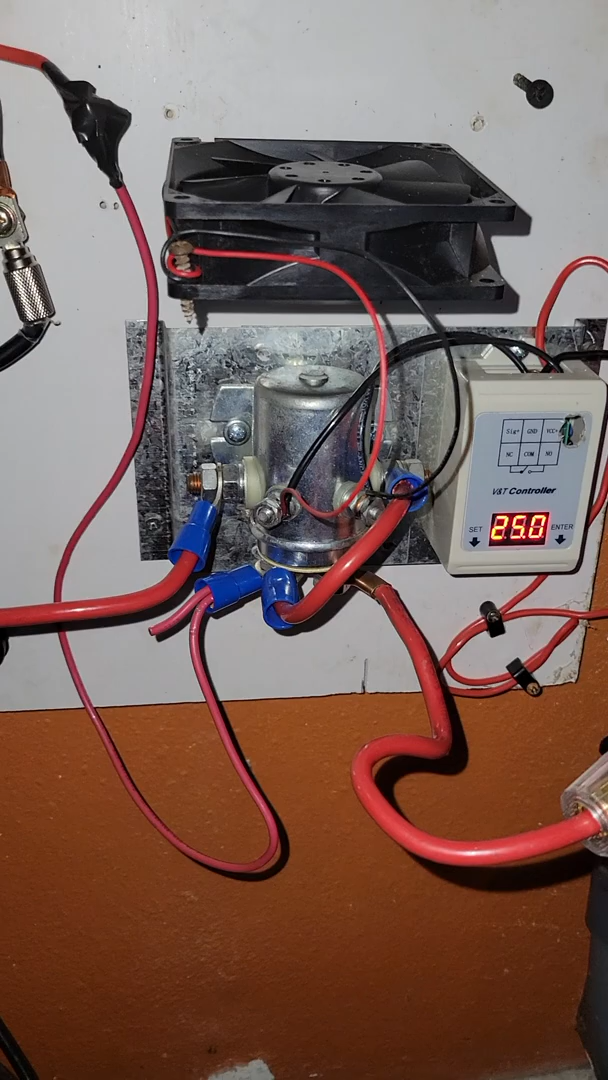 Sig+ GND VCC+
NC COM NO
V&T Controller
SET ENTER
25.0